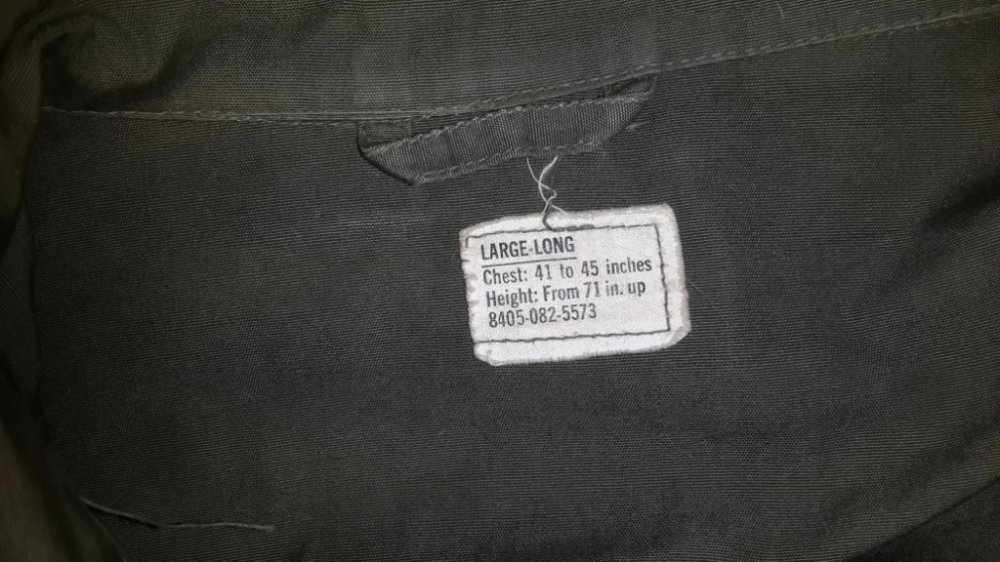 LARGE-LONG
Chest: 41 to 45 inches
Height: From 71 in. up
8405-082-5573